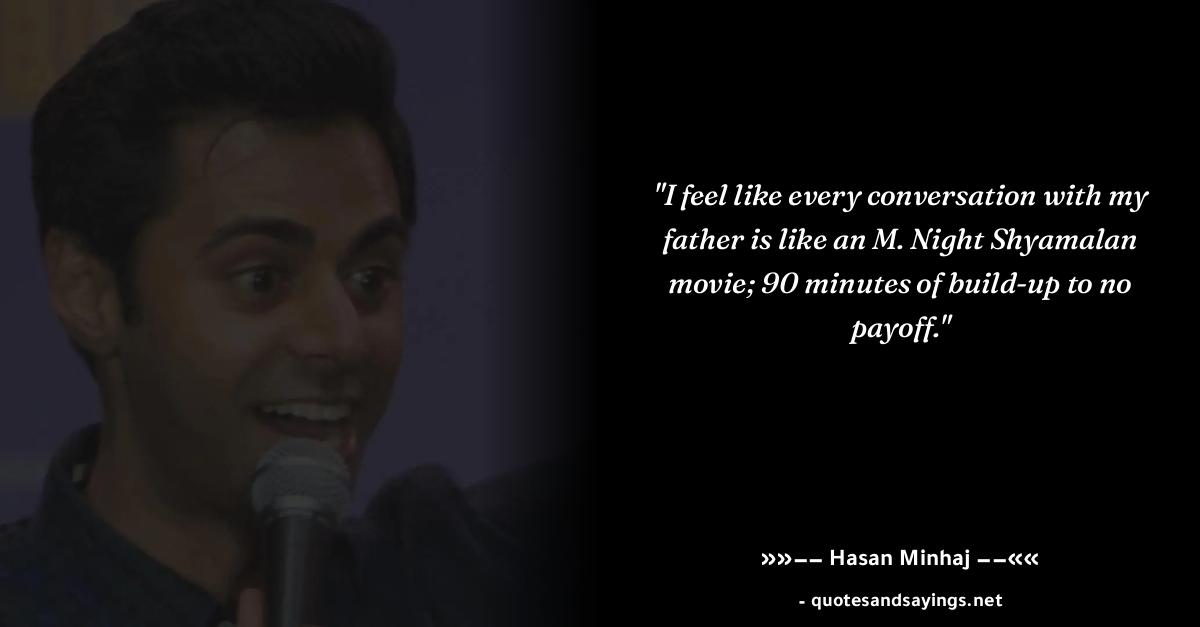 "I feel like every conversation with my
father is like an M. Night Shyamalan
movie; 90 minutes of build-up to no
payoff."
»»–– Hasan Minhaj ––««
- quotesandsayings.net